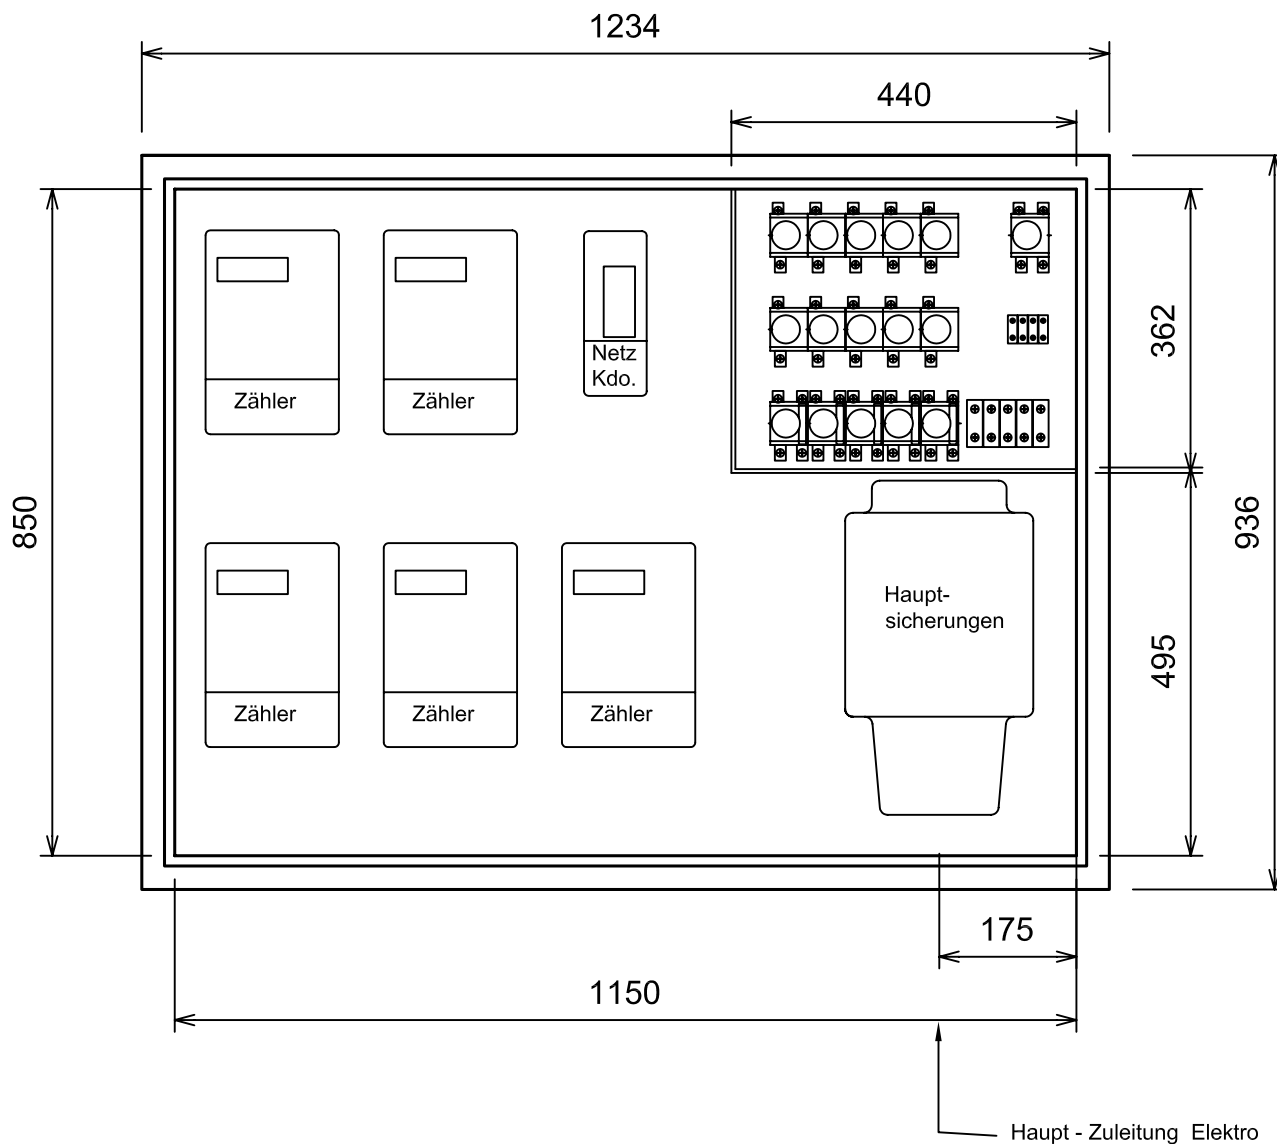 1234
440
Netz
Kdo.
Zähler
Zähler
362
850
936
Haupt-
sicherungen
495
Zähler
Zähler
Zähler
175
1150
Haupt - Zuleitung Elektro